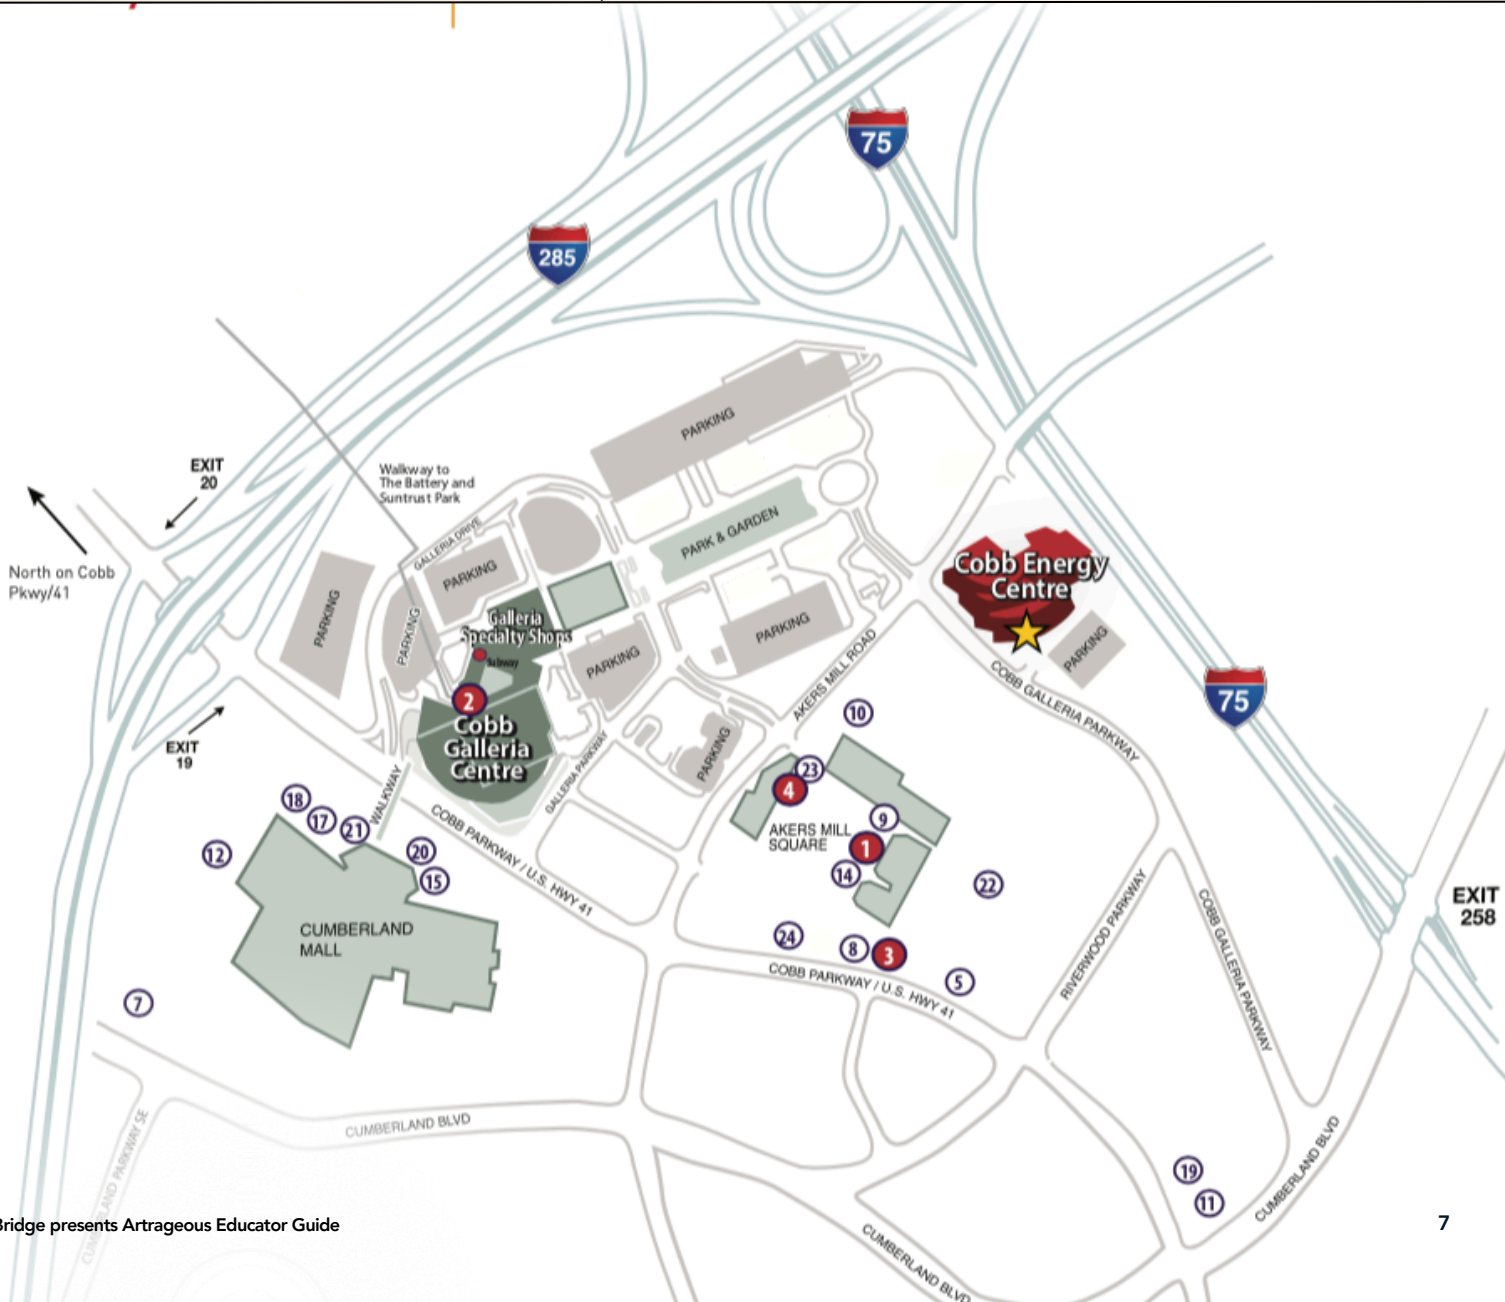 75
285
EXIT
20
Walkway to
The Battery and
Suntrust Park
North on Cobb
Pkwy/41
EXIT
19
PARKING
PARK & GARDEN
GALLERIA DRIVE
PARKING
PARKING
PARKING
Galleria
Specialty Shops
Subway
PARKING
PARKING
2
Cobb
Galleria
Centre
Cobb Energy
Centre
PARKING
COBB GALLERIA PARKWAY
75
AKERS MILL ROAD
PARKING
GALLERIA PARKWAY
WALKWAY
COBB PARKWAY / U.S. HWY 41
10
23
4
AKERS MILL
SQUARE
9
1
14
22
24
8
3
5
COBB PARKWAY / U.S. HWY 41
18
17
21
12
20
15
CUMBERLAND
MALL
7
RIVERWOOD PARKWAY
COBB GALLERIA PARKWAY
EXIT
258
CUMBERLAND BLVD
CUMBERLAND PARKWAY SE
19
11
CUMBERLAND BLVD
CUMBERLAND BLVD
Bridge presents Artrageous Educator Guide
7